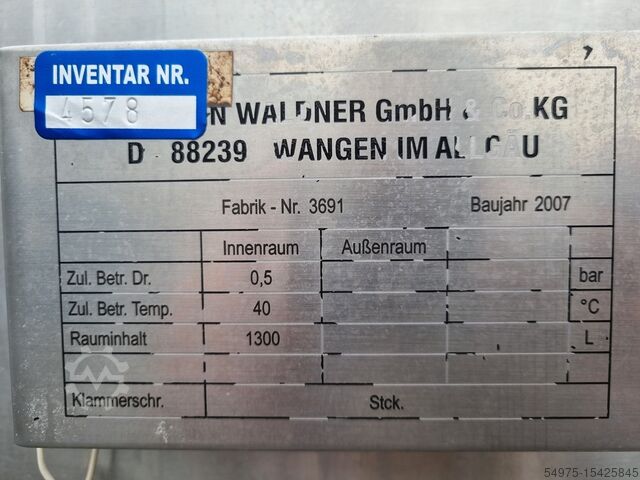 INVENTAR NR.
4578
EN WALDNER GmbH & Co.KG
D 88239 WANGEN IM ALLGÄU
Fabrik - Nr. 3691 Baujahr 2007
Innenraum Außenraum
Zul. Betr. Dr. 0,5 bar
Zul. Betr. Temp. 40 °C
Rauminhalt 1300 L
Klammerschr. Stck.
54975-15425845